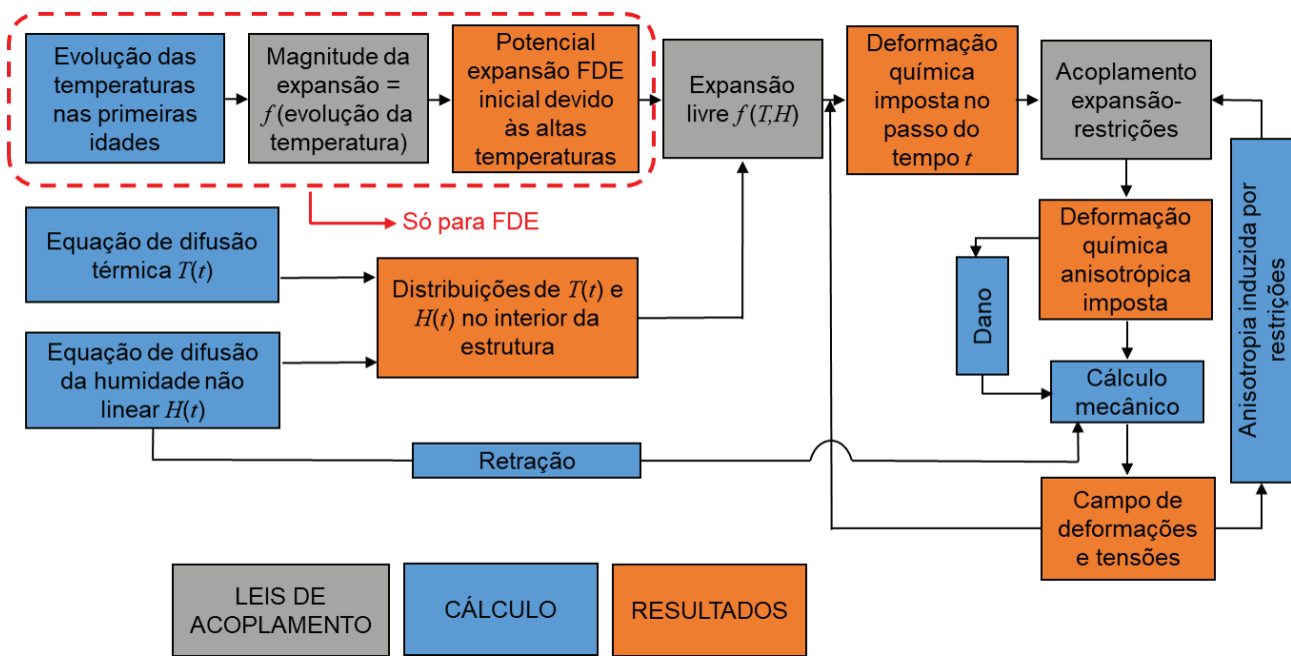 Evolução das
temperaturas
nas primeiras
idades
Magnitude da
expansão =
f (evolução da
temperatura)
Potencial
expansão FDE
inicial devido
às altas
temperaturas
Expansão
livre f (T,H)
Deformação
química
imposta no
passo do
tempo t
Acoplamento
expansão-
restrições
Só para FDE
Equação de difusão
térmica T(t)
Distribuições de T(t) e
H(t) no interior da
estrutura
Equação de difusão
da humidade não
linear H(t)
Retração
Deformação
química
anisotrópica
imposta
Dano
Cálculo
mecânico
Anisotropia induzida por
restrições
Campo de
deformações
e tensões
LEIS DE
ACOPLAMENTO
CÁLCULO
RESULTADOS